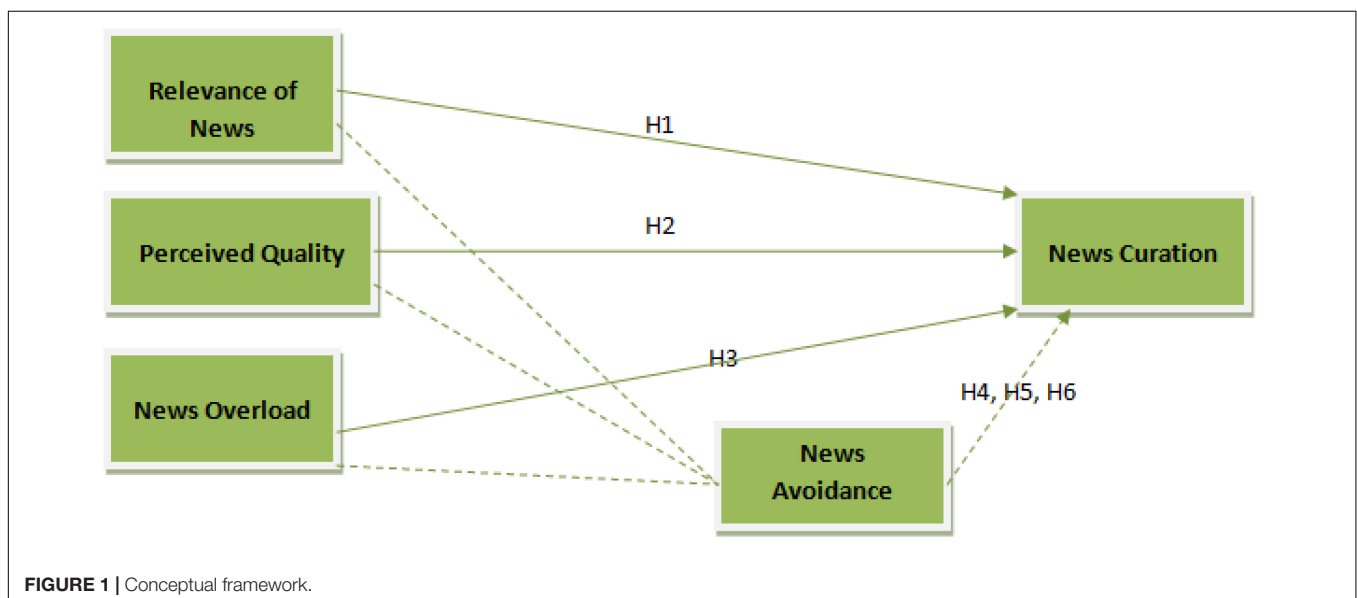 Relevance of
News
H1
Perceived Quality
H2
News Curation
News Overload
H3
H4, H5, H6
News
Avoidance
FIGURE 1 | Conceptual framework.